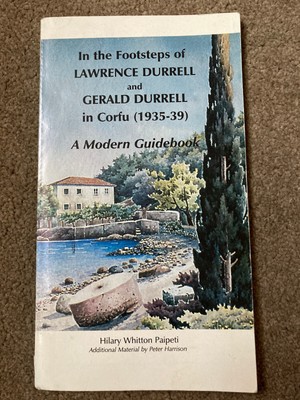 In the Footsteps of
LAWRENCE DURRELL
and
GERALD DURRELL
in Corfu (1935-39)
A Modern Guidebook
Hilary Whitton Paipeti
Additional Material by Peter Harrison